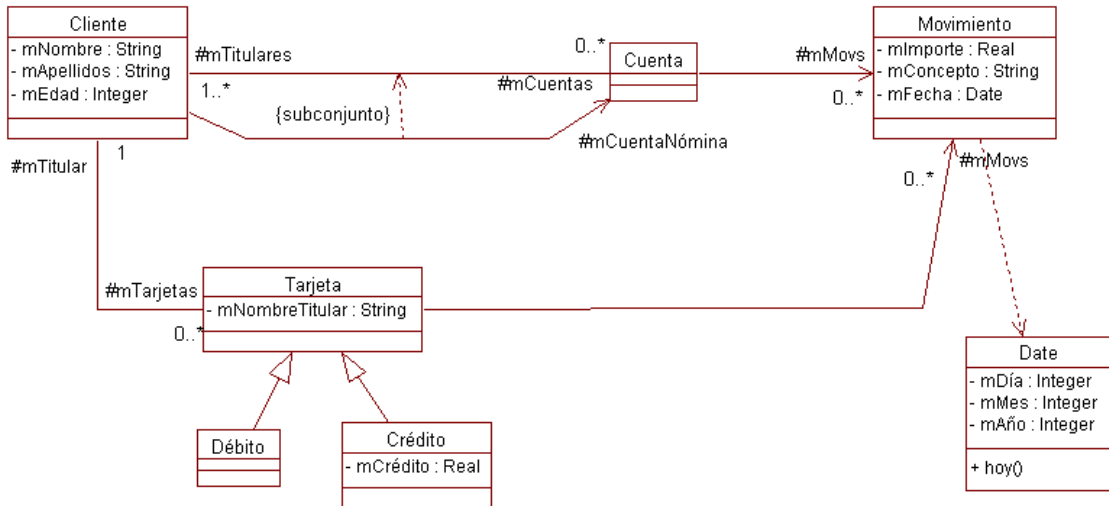 Cliente
- mNombre : String
- mApellidos : String
- mEdad : Integer
#mTitulares
1..*
0..*
#mCuentas
{subconjunto}
#mCuentaNómina
Cuenta
#mMovs
0..*
Movimiento
- mImporte : Real
- mConcepto : String
- mFecha : Date
#mTitular
1
#mMovs
0..*
#mTarjetas
0..*
Tarjeta
- mNombreTitular : String
Débito
Crédito
- mCrédito : Real
Date
- mDía : Integer
- mMes : Integer
- mAño : Integer
+ hoy()